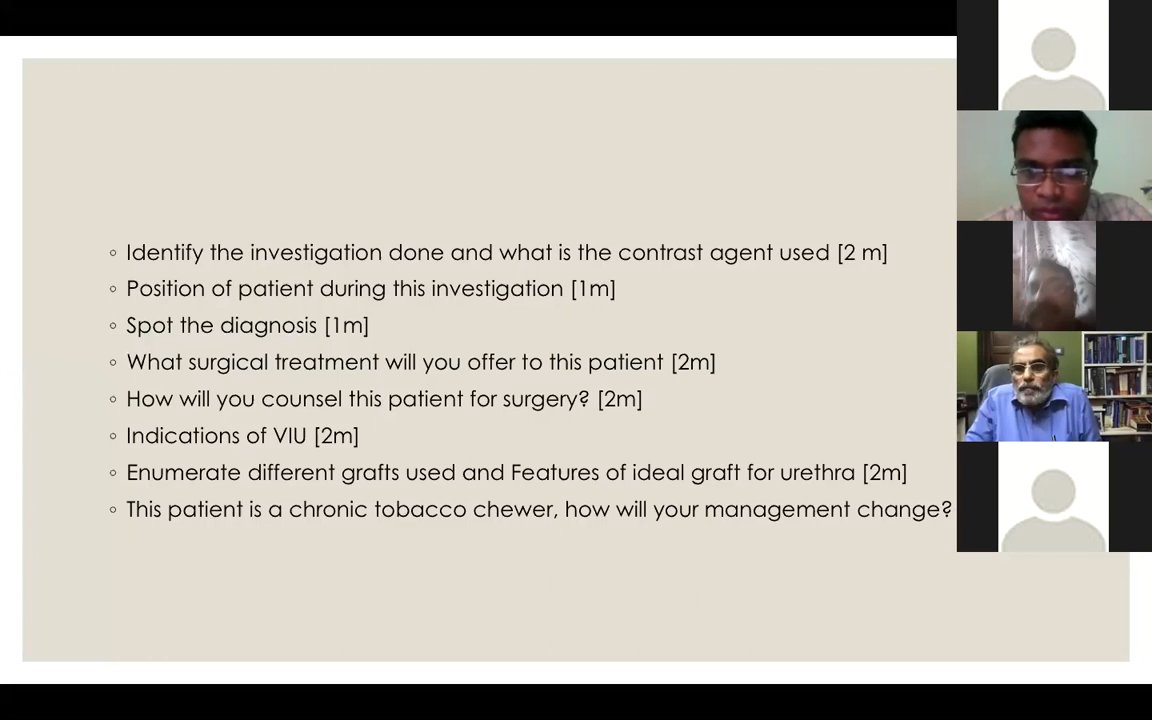 ◦ Identify the investigation done and what is the contrast agent used [2 m]
◦ Position of patient during this investigation [1m]
◦ Spot the diagnosis [1m]
◦ What surgical treatment will you offer to this patient [2m]
◦ How will you counsel this patient for surgery? [2m]
◦ Indications of VIU [2m]
◦ Enumerate different grafts used and Features of ideal graft for urethra [2m]
◦ This patient is a chronic tobacco chewer, how will your management change?